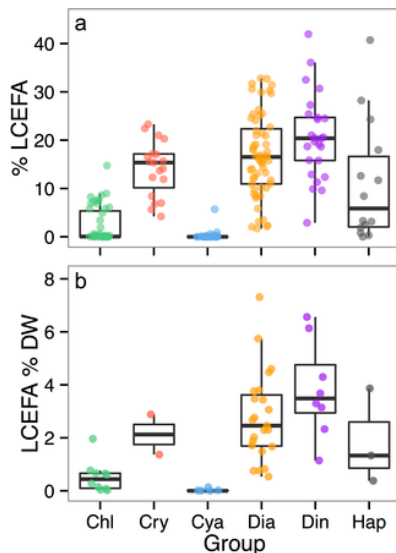 a
% LCEFA
40
30
20
10
0
b
LCEFA % DW
8
6
4
2
0
Chl Cry Cya Dia Din Hap
Group